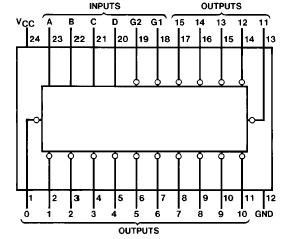 INPUTS OUTPUTS
VCC A B C D G2 G1 15 14 13 12 11
24 23 22 21 20 19 18 17 16 15 14 13
1 2 3 4 5 6 7 8 9 10 11 12
0 1 2 3 4 5 6 7 8 9 10 GND
OUTPUTS